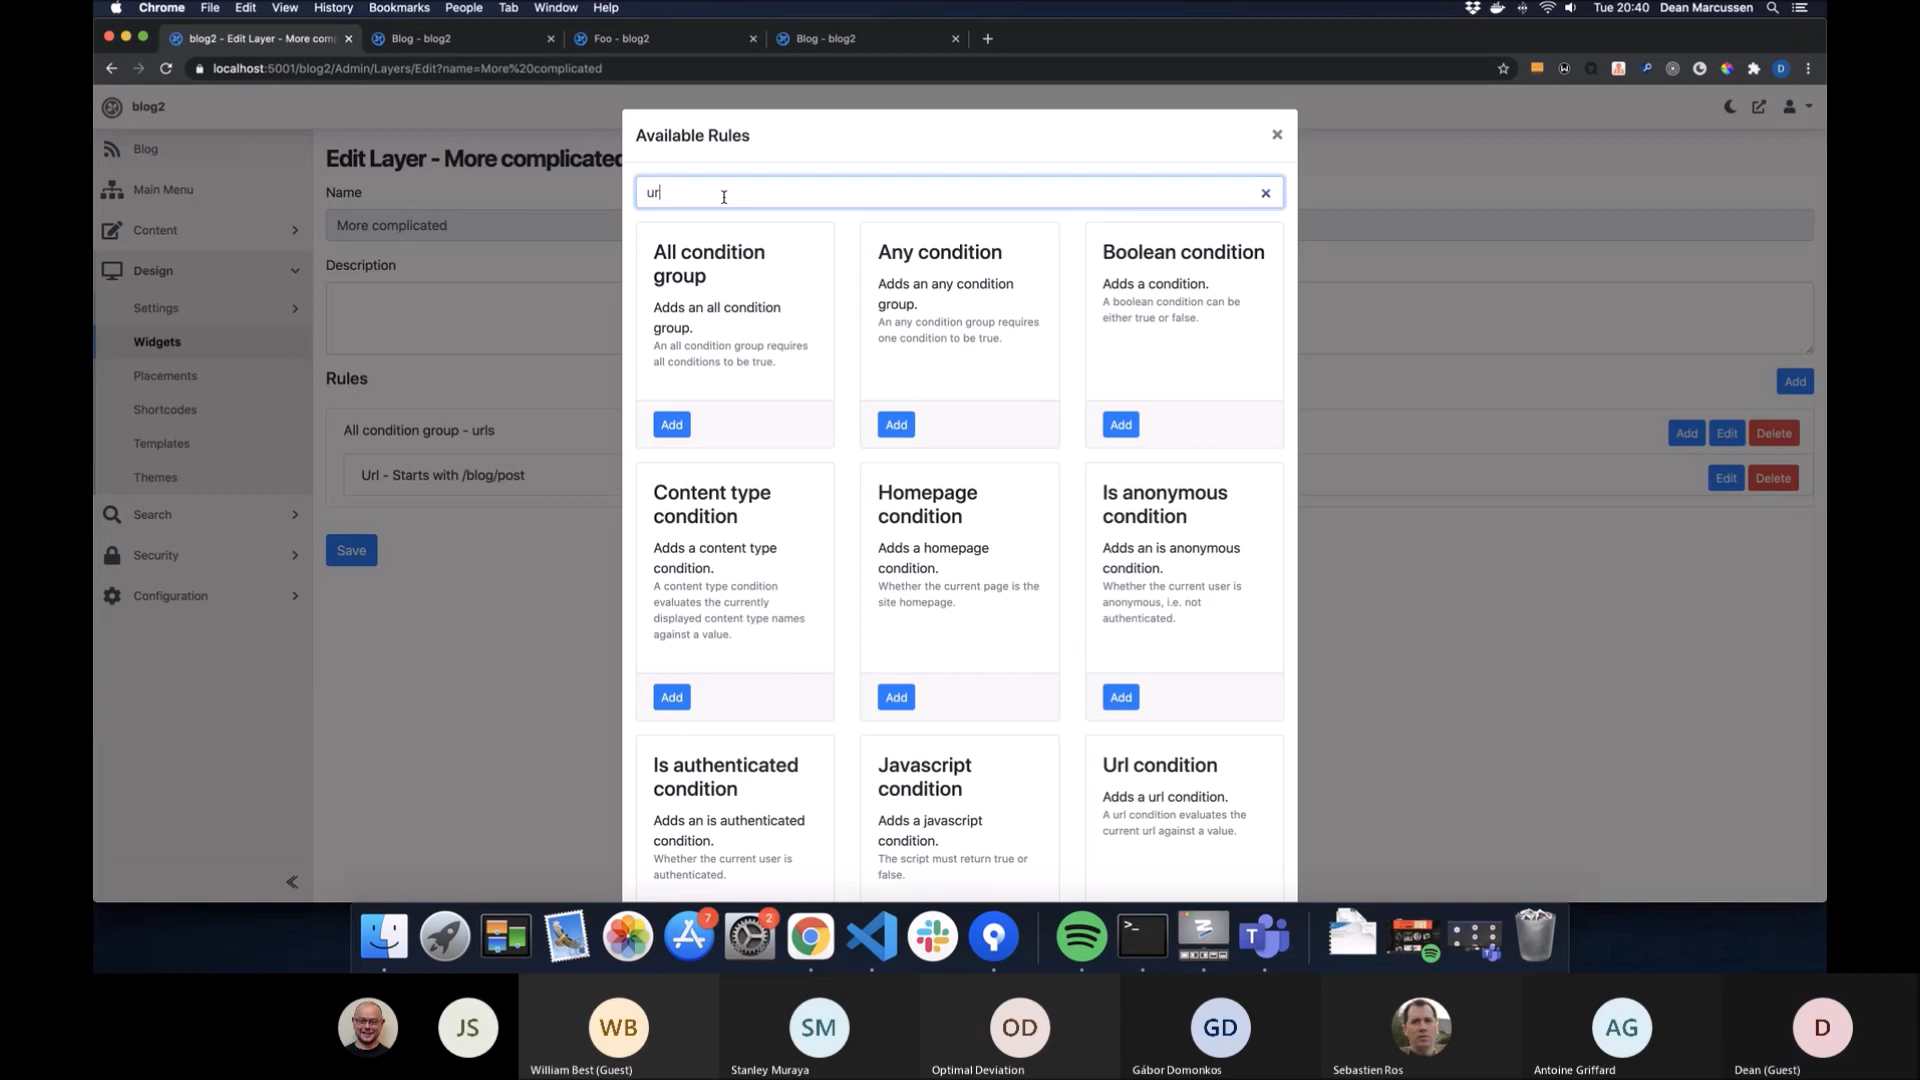 Chrome File Edit View History Bookmarks People Tab Window Help
Tue 20:40 Dean Marcussen
blog2 - Edit Layer - More com
Blog - blog2
Foo - blog2
Blog - blog2
localhost:5001/blog2/Admin/Layers/Edit?name=More%20complicated
D
blog2
Blog
Main Menu
Content
Design
Settings
Widgets
Placements
Shortcodes
Templates
Themes
Search
Security
Configuration
Edit Layer - More complicated
Name
More complicated
Description
Rules
Add
All condition group - urls
Add Edit Delete
Url - Starts with /blog/post
Edit Delete
Save
Available Rules
ur
All condition
group
Adds an all condition
group.
An all condition group requires
all conditions to be true.
Add
Any condition
Adds an any condition
group.
An any condition group requires
one condition to be true.
Add
Boolean condition
Adds a condition.
A boolean condition can be
either true or false.
Add
Content type
condition
Adds a content type
condition.
A content type condition
evaluates the currently
displayed content type names
against a value.
Add
Homepage
condition
Adds a homepage
condition.
Whether the current page is the
site homepage.
Add
Is anonymous
condition
Adds an is anonymous
condition.
Whether the current user is
anonymous, i.e. not
authenticated.
Add
Is authenticated
condition
Adds an is authenticated
condition.
Whether the current user is
authenticated.
Javascript
condition
Adds a javascript
condition.
The script must return true or
false.
Url condition
Adds a url condition.
A url condition evaluates the
current url against a value.
7
2
JS
WB
William Best (Guest)
SM
Stanley Muraya
OD
Optimal Deviation
GD
Gábor Domonkos
Sebastien Ros
AG
Antoine Griffard
D
Dean (Guest)